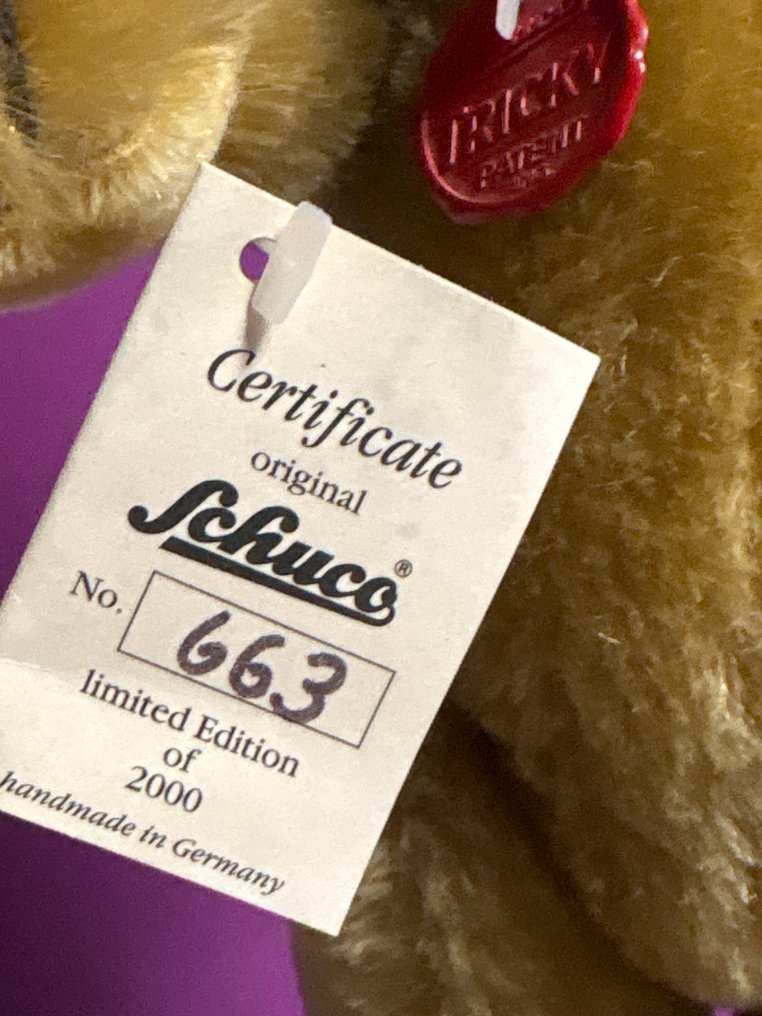 TRICKY
PATENT
Certificate
original
Schuco®
No. 663
limited Edition
of
2000
handmade in Germany